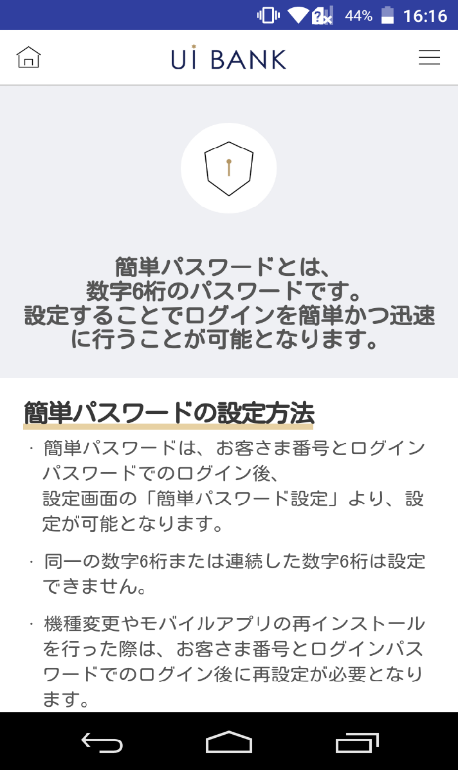 44% 16:16
Ui BANK
簡単パスワードとは、
数字6桁のパスワードです。
設定することでログインを簡単かつ迅速
に行うことが可能となります。
簡単パスワードの設定方法
· 簡単パスワードは、お客さま番号とログイン
パスワードでのログイン後、
設定画面の「簡単パスワード設定」より、設
定が可能となります。
· 同一の数字6桁または連続した数字6桁は設定
できません。
· 機種変更やモバイルアプリの再インストール
を行った際は、お客さま番号とログインパス
ワードでのログイン後に再設定が必要となり
ます。